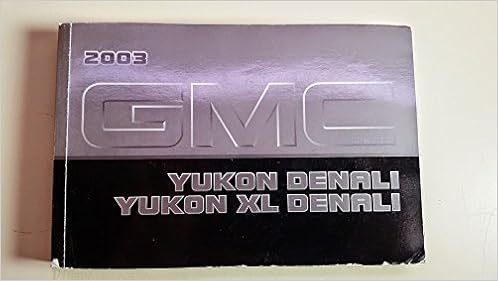 2003
GMC
YUKON DENALI
YUKON XL DENALI